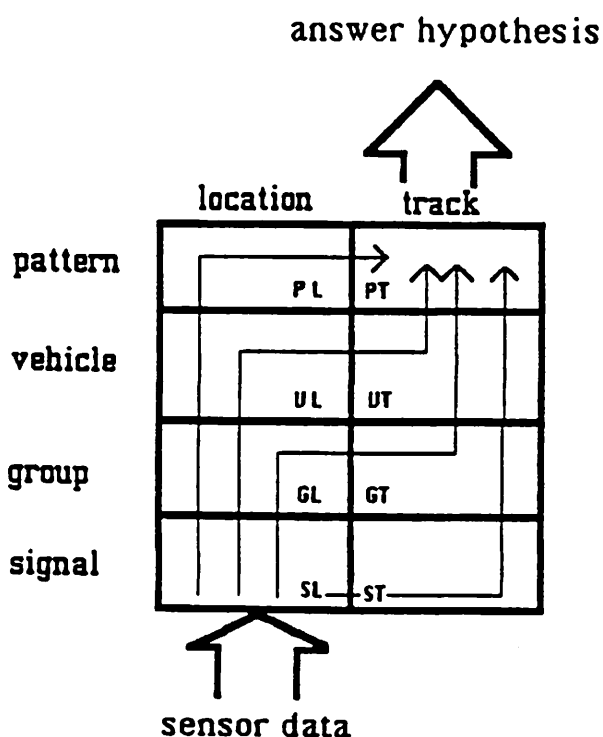 answer hypothesis
location track
pattern
PL PT
vehicle
VL VT
group
GL GT
signal
SL ST
sensor data